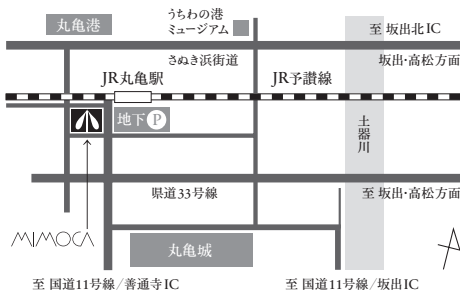 うちわの港
ミュージアム
丸亀港
至 坂出北IC
さぬき浜街道
坂出・高松方面
JR丸亀駅
JR予讃線
地下 P
土器川
県道33号線
至 坂出・高松方面
MIMOCA
丸亀城
至 国道11号線/善通寺IC
至 国道11号線/坂出IC